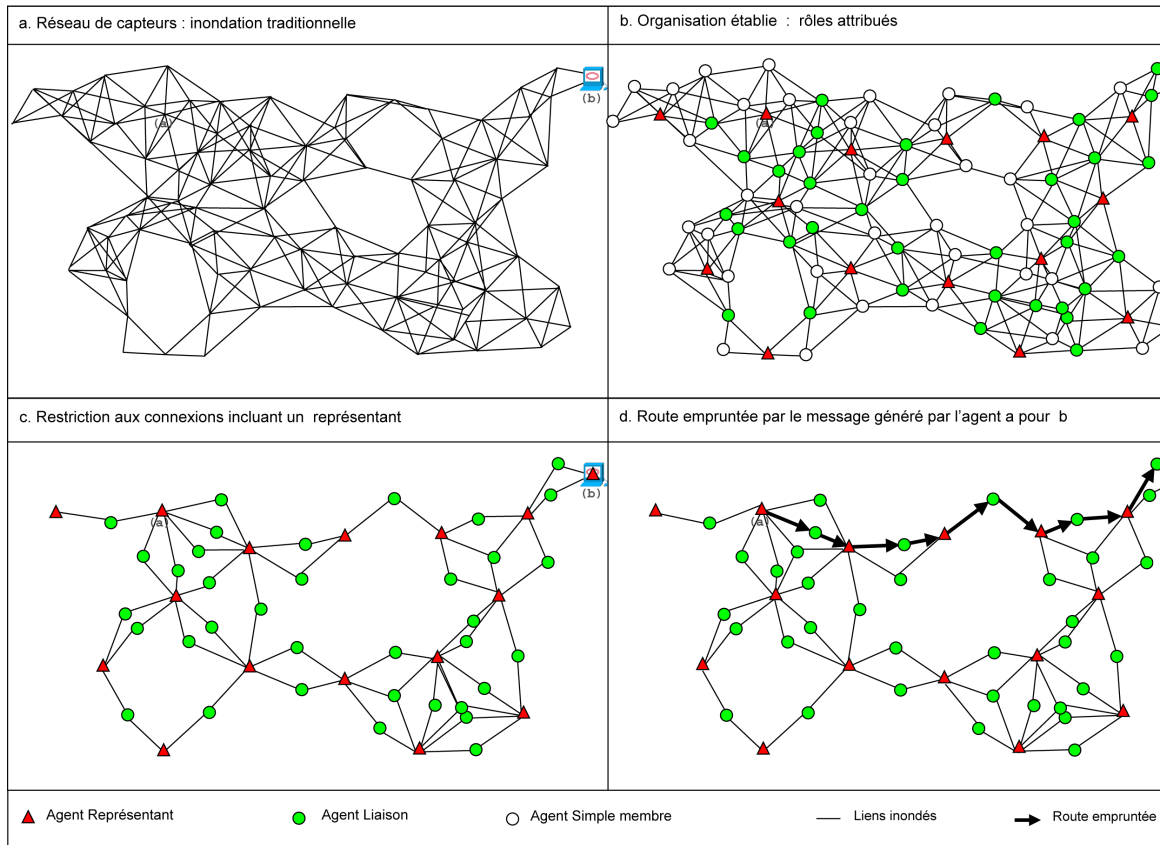 a. Réseau de capteurs : inondation traditionnelle
b. Organisation établie : rôles attribués
(a)
(b)
(a)
c. Restriction aux connexions incluant un représentant
d. Route empruntée par le message généré par l'agent a pour b
(a)
(b)
(a)
Agent Représentant
Agent Liaison
Agent Simple membre
Liens inondés
Route empruntée